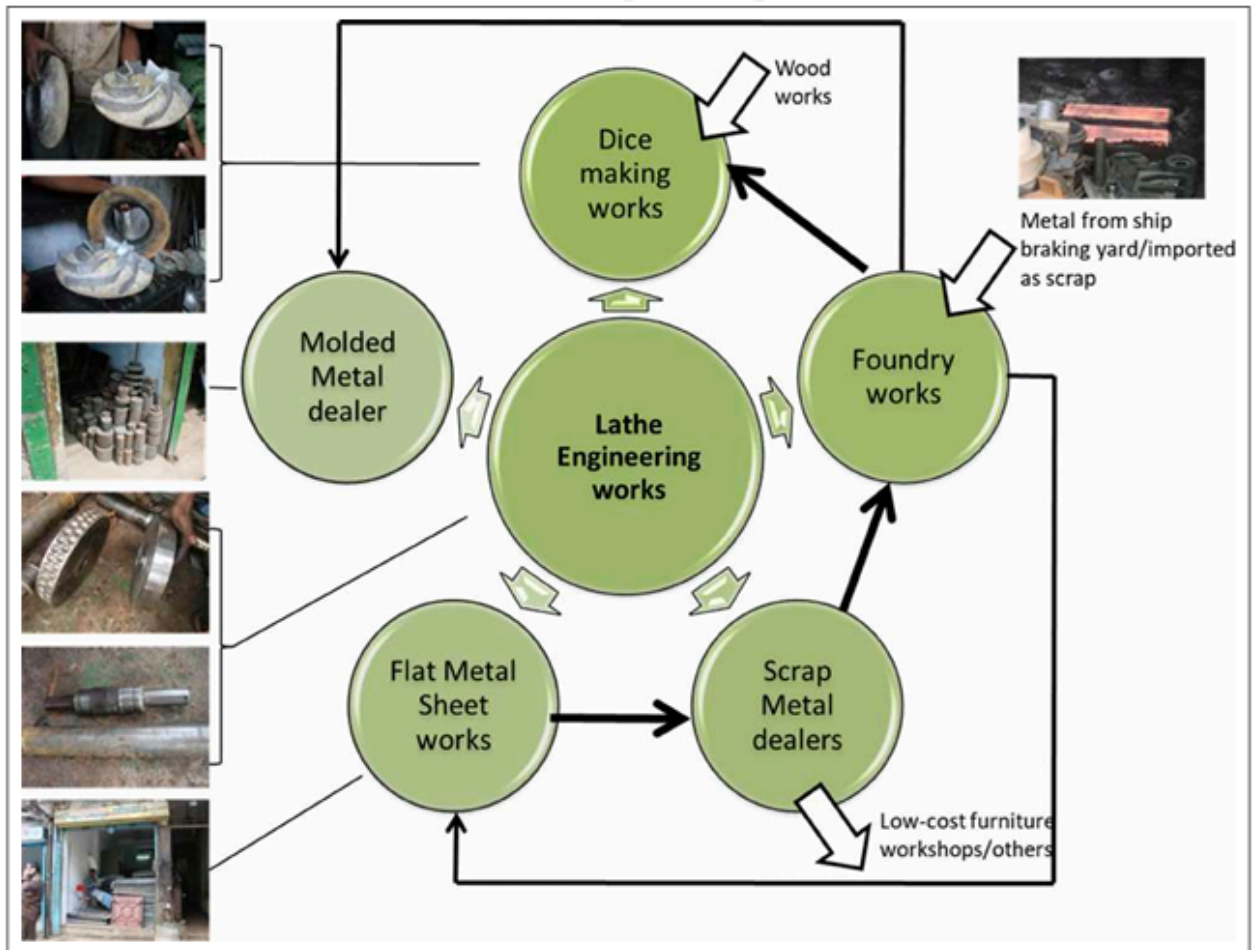 Wood
works
Dice
making
works
Metal from ship
braking yard/imported
as scrap
Molded
Metal
dealer
Foundry
works
Lathe
Engineering
works
Flat Metal
Sheet
works
Scrap
Metal
dealers
Low-cost furniture
workshops/others